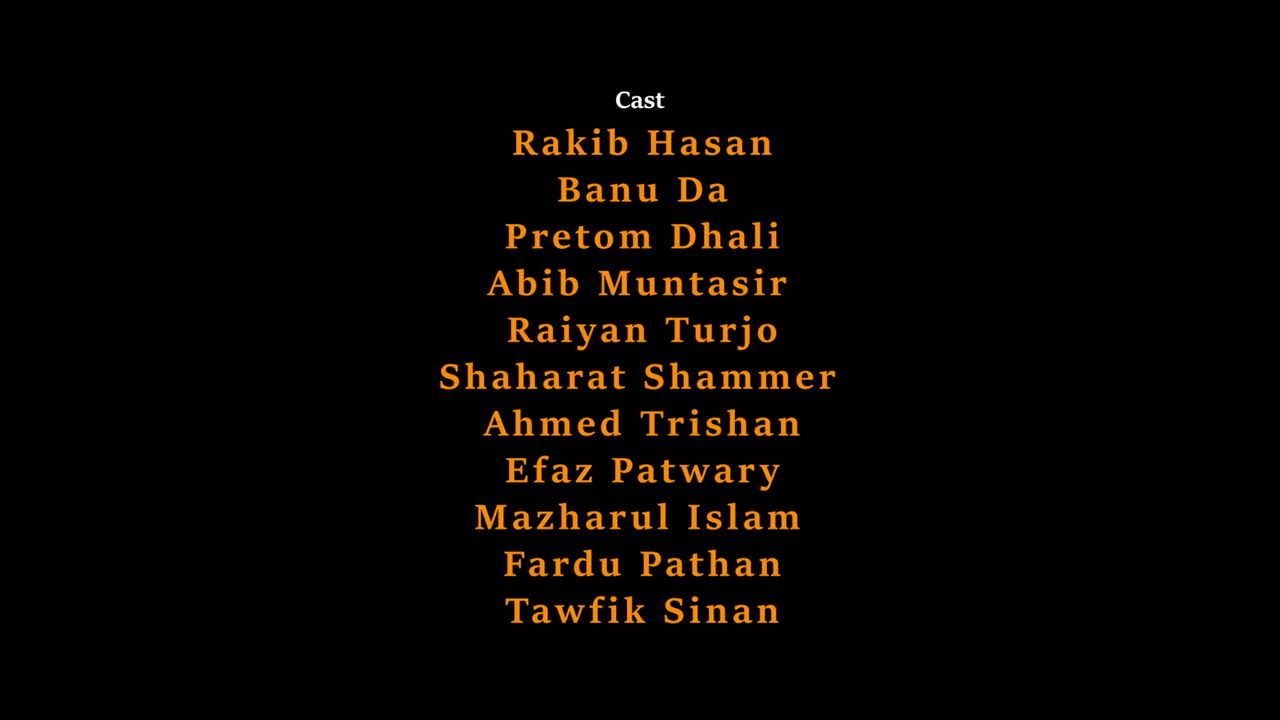 Cast
Rakib Hasan
Banu Da
Pretom Dhali
Abib Muntasir
Raiyan Turjo
Shaharat Shammer
Ahmed Trishan
Efaz Patwary
Mazharul Islam
Fardu Pathan
Tawfik Sinan